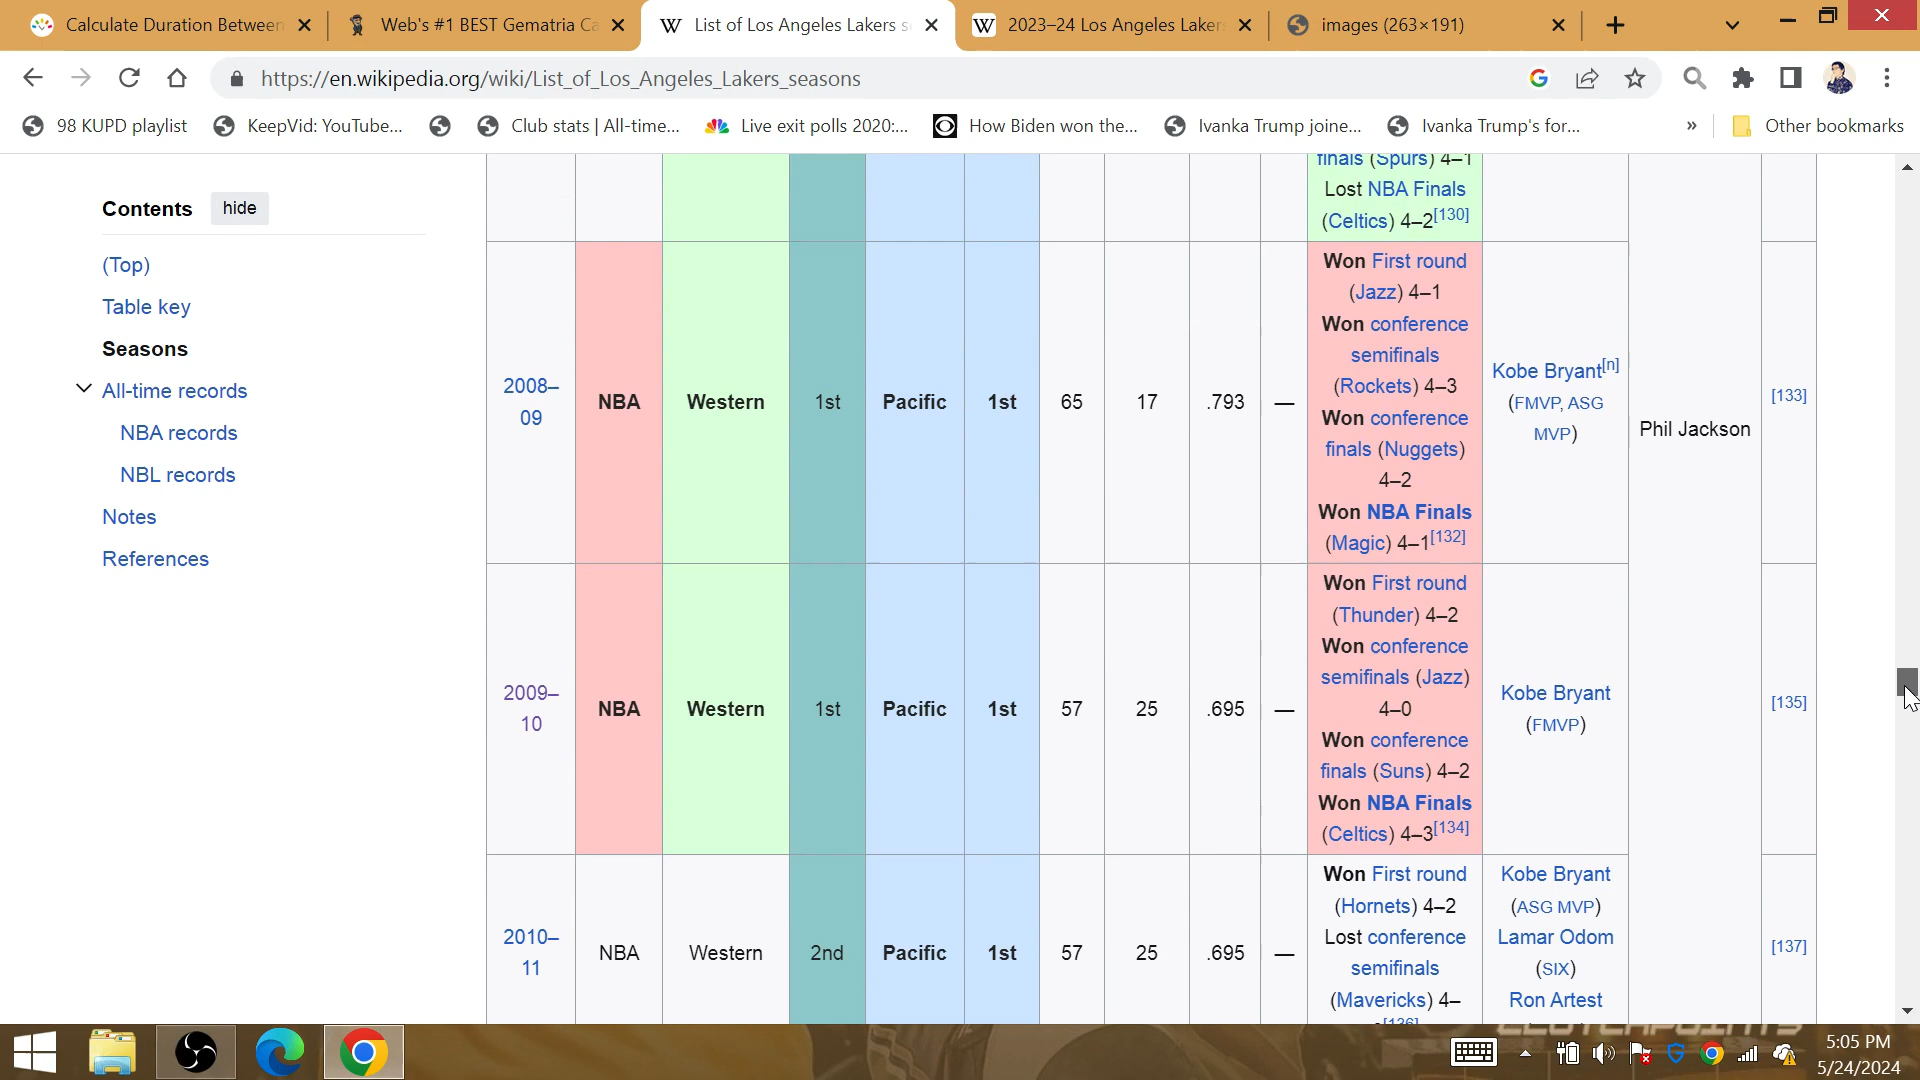 Calculate Duration Between
Web's #1 BEST Gematria Ca
List of Los Angeles Lakers s
2023–24 Los Angeles Lakers
images (263×191)
https://en.wikipedia.org/wiki/List_of_Los_Angeles_Lakers_seasons
98 KUPD playlist
KeepVid: YouTube...
Club stats | All-time...
Live exit polls 2020:...
How Biden won the...
Ivanka Trump joine...
Ivanka Trump's for...
»
Other bookmarks
Contents hide
(Top)
Table key
Seasons
All-time records
NBA records
NBL records
Notes
References
finals (Spurs) 4–1
Lost NBA Finals
(Celtics) 4–2[130]
2008–
09
NBA
Western
1st
Pacific
1st
65
17
.793
—
Won First round
(Jazz) 4–1
Won conference
semifinals
(Rockets) 4–3
Won conference
finals (Nuggets)
4–2
Won NBA Finals
(Magic) 4–1[132]
Kobe Bryant[n]
(FMVP, ASG
MVP)
Phil Jackson
[133]
2009–
10
NBA
Western
1st
Pacific
1st
57
25
.695
—
Won First round
(Thunder) 4–2
Won conference
semifinals (Jazz)
4–0
Won conference
finals (Suns) 4–2
Won NBA Finals
(Celtics) 4–3[134]
Kobe Bryant
(FMVP)
[135]
2010–
11
NBA
Western
2nd
Pacific
1st
57
25
.695
—
Won First round
(Hornets) 4–2
Lost conference
semifinals
(Mavericks) 4–
[136]
Kobe Bryant
(ASG MVP)
Lamar Odom
(SIX)
Ron Artest
[137]
CLUTCHPOINTS
5:05 PM
5/24/2024